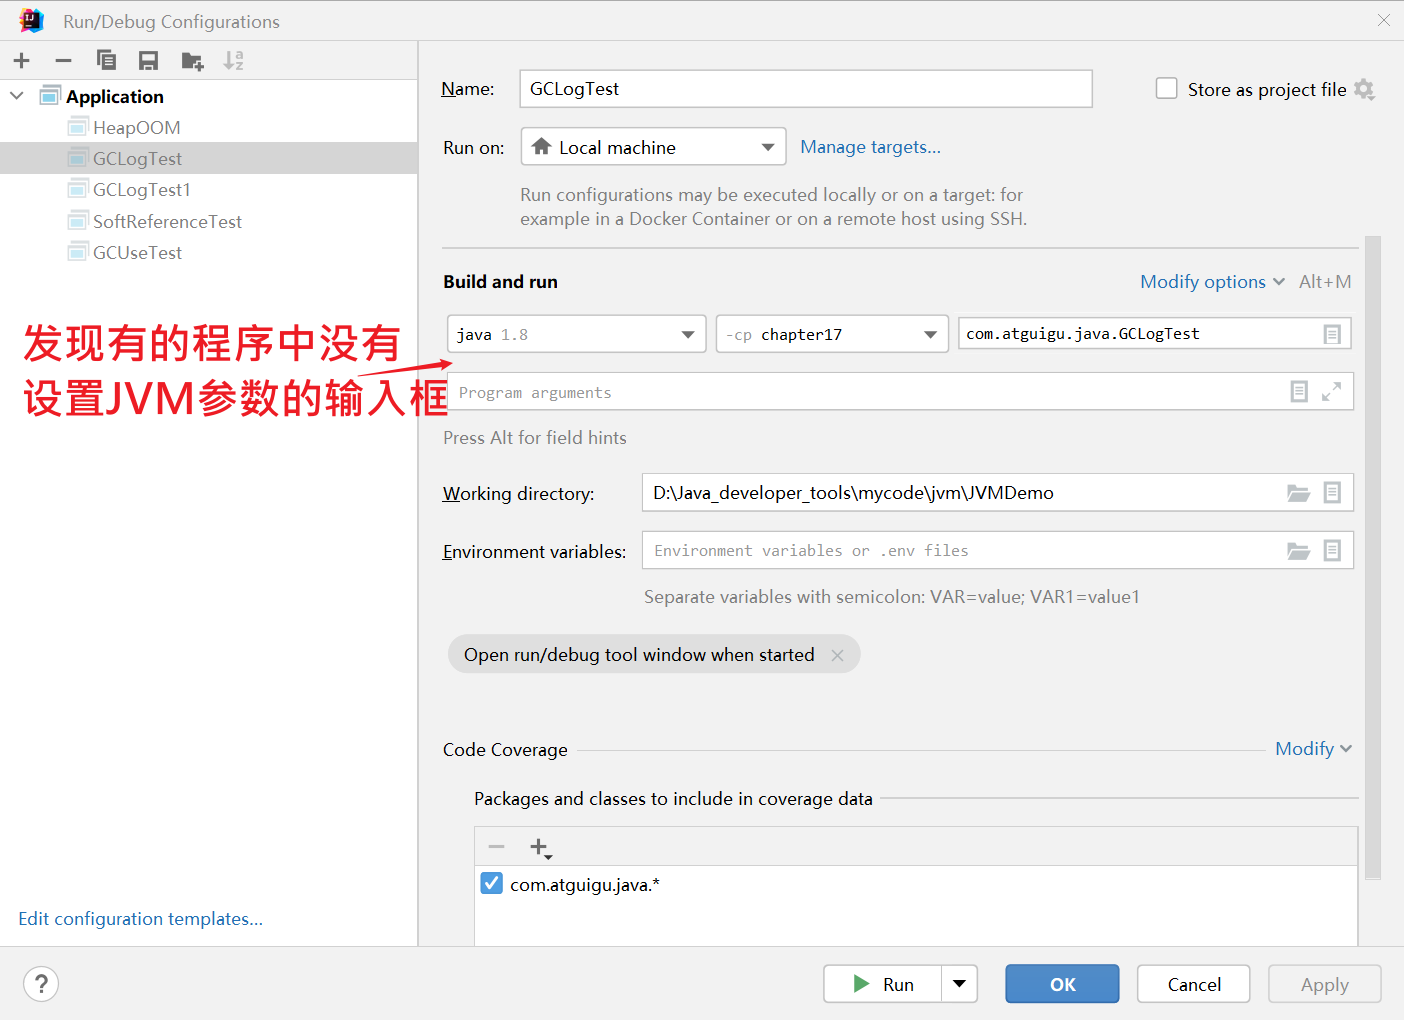 Run/Debug Configurations
Application
HeapOOM
GCLogTest
GCLogTest1
SoftReferenceTest
GCUseTest
发现有的程序中没有
设置JVM参数的输入框
Edit configuration templates...
Name: GCLogTest Store as project file
Run on: Local machine Manage targets...
Run configurations may be executed locally or on a target: for
example in a Docker Container or on a remote host using SSH.
Build and run Modify options Alt+M
java 1.8 -cp chapter17 com.atguigu.java.GCLogTest
Program arguments
Press Alt for field hints
Working directory: D:\Java_developer_tools\mycode\jvm\JVMDemo
Environment variables: Environment variables or .env files
Separate variables with semicolon: VAR=value; VAR1=value1
Open run/debug tool window when started
Code Coverage Modify
Packages and classes to include in coverage data
com.atguigu.java.*
? Run OK Cancel Apply